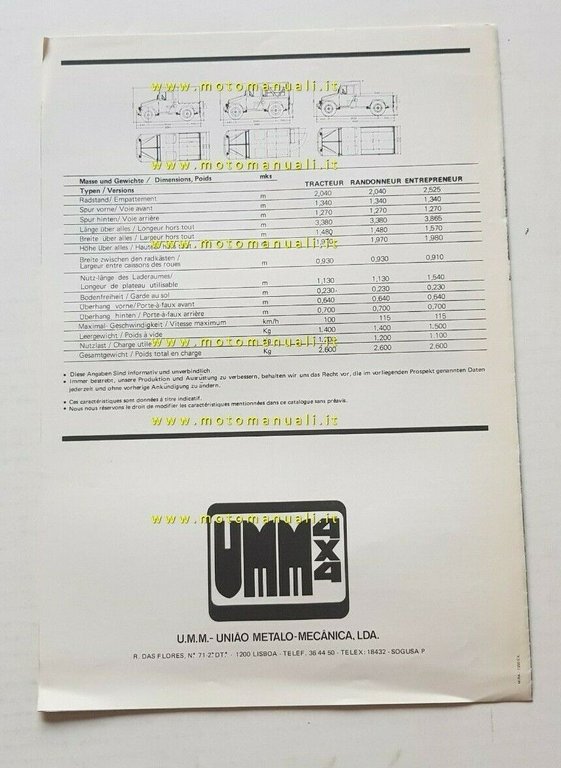 www.motomanuali.it
www.motomanuali.it
Masse und Gewichte / Dimensions, Poids mks
Typen / Versions TRACTEUR RANDONNEUR ENTREPRENEUR
Radstand / Empattement m 2,040 2,040 2,525
Spur vorne / Voie avant m 1,340 1,340 1,340
Spur hinten / Voie arrière m 1,270 1,270 1,270
Länge über alles / Longeur hors tout m 3,380 3,380 3,865
Breite über alles / Largeur hors tout m 1,480 1,480 1,570
Höhe über alles / m 1,970 1,970 1,980
www.motomanuali.it
Breite zwischen den radkästen /
Largeur entre caissons des roues m 0,930 0,930 0,910
Nutz-länge des Laderaumes/
Longeur de plateau utilisable m 1,130 1,130 1,540
Bodenfreiheit / Garde au sol m 0,230 0,230 0,230
Überhang vorne/Porte-à-faux avant m 0,640 0,640 0,640
Überhang hinten / Porte-à-faux arrière m 0,700 0,700 0,700
Maximal-Geschwindigkeit / Vitesse maximum km/h 100 115 115
Leergewicht / Poids à vide Kg 1.400 1.400 1.500
Nutzlast / Charge utile Kg 1.200 1.200 1.100
www.motomanuali.it
Gesamtgewicht / Poids total en charge Kg 2.600 2.600 2.600
• Diese Angaben Sind informativ und unverbindlich.
• Immer bestrebt, unsere Produktion und Ausrüstung zu verbessern, behalten wir uns das Recht vor, die im vorliegenden Prospekt genannten Daten
jederzeit und ohne vorherige Ankündigung zu ändern.
• Ces caractéristiques sont données à titre indicatif.
• Nous nous réservons le droit de modifier les caractéristiques mentionnées dans ce catalogue sans préavis.
www.motomanuali.it
www.motomanuali.it
UMM 4X4
U.M.M.- UNIÃO METALO-MECÂNICA, LDA.
R. DAS FLORES, N.º 71-2.º DT.º - 1200 LISBOA - TELEF. 36 44 50 - TELEX: 18432 - SOGUSA P